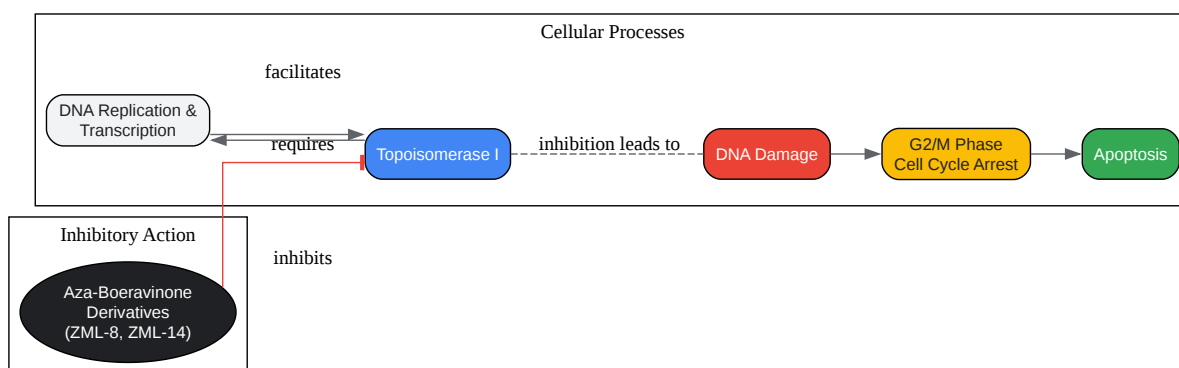 Cellular Processes
facilitates
DNA Replication &
Transcription
requires
Topoisomerase I
inhibition leads to
DNA Damage
G2/M Phase
Cell Cycle Arrest
Apoptosis
Inhibitory Action
inhibits
Aza-Boeravinone
Derivatives
(ZML-8, ZML-14)